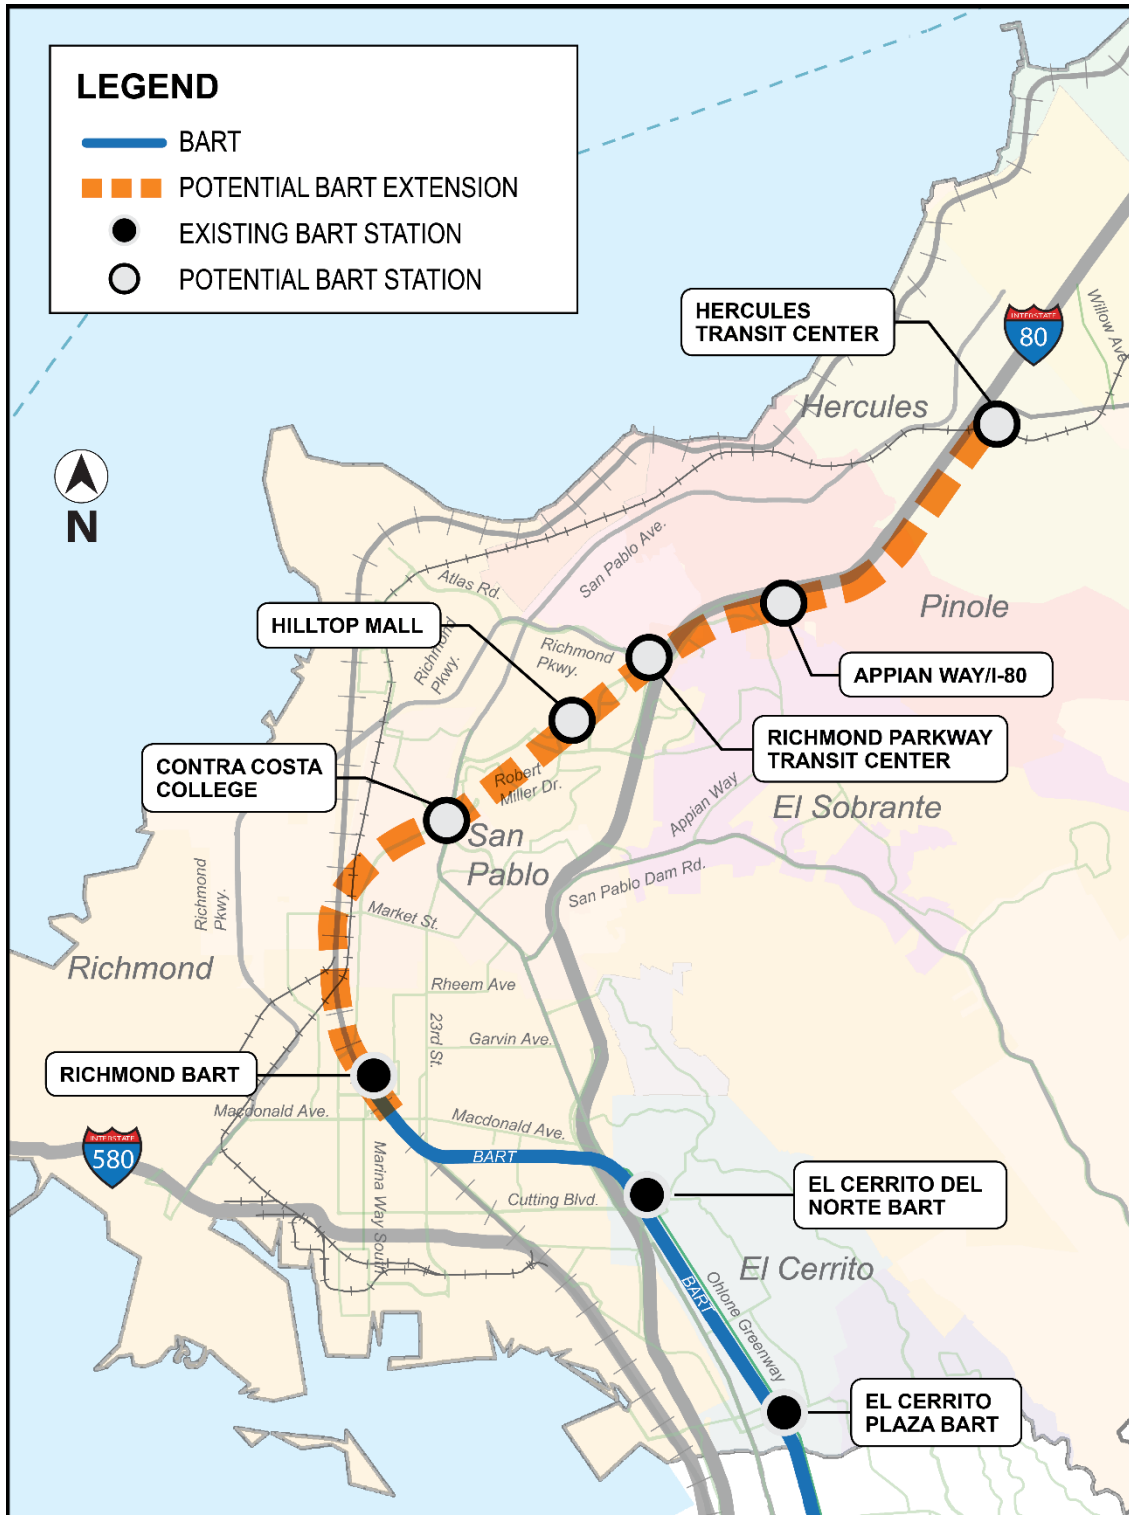 LEGEND
BART
POTENTIAL BART EXTENSION
EXISTING BART STATION
POTENTIAL BART STATION
HERCULES
TRANSIT CENTER
INTERSTATE
80
Willow Ave
Hercules
N
San Pablo Ave.
Atlas Rd.
Pinole
HILLTOP MALL
Richmond
Pkwy.
Richmond
Pkwy.
APPIAN WAY/I-80
RICHMOND PARKWAY
TRANSIT CENTER
CONTRA COSTA
COLLEGE
Robert
Miller Dr.
Appian Way
El Sobrante
San
Pablo
San Pablo Dam Rd.
Richmond
Pkwy.
Market St.
Richmond
Rheem Ave
23rd St.
Garvin Ave.
RICHMOND BART
Macdonald Ave.
Macdonald Ave.
INTERSTATE
580
BART
Marina Way South
Cutting Blvd.
EL CERRITO DEL
NORTE BART
El Cerrito
BART
Ohlone Greenway
EL CERRITO
PLAZA BART